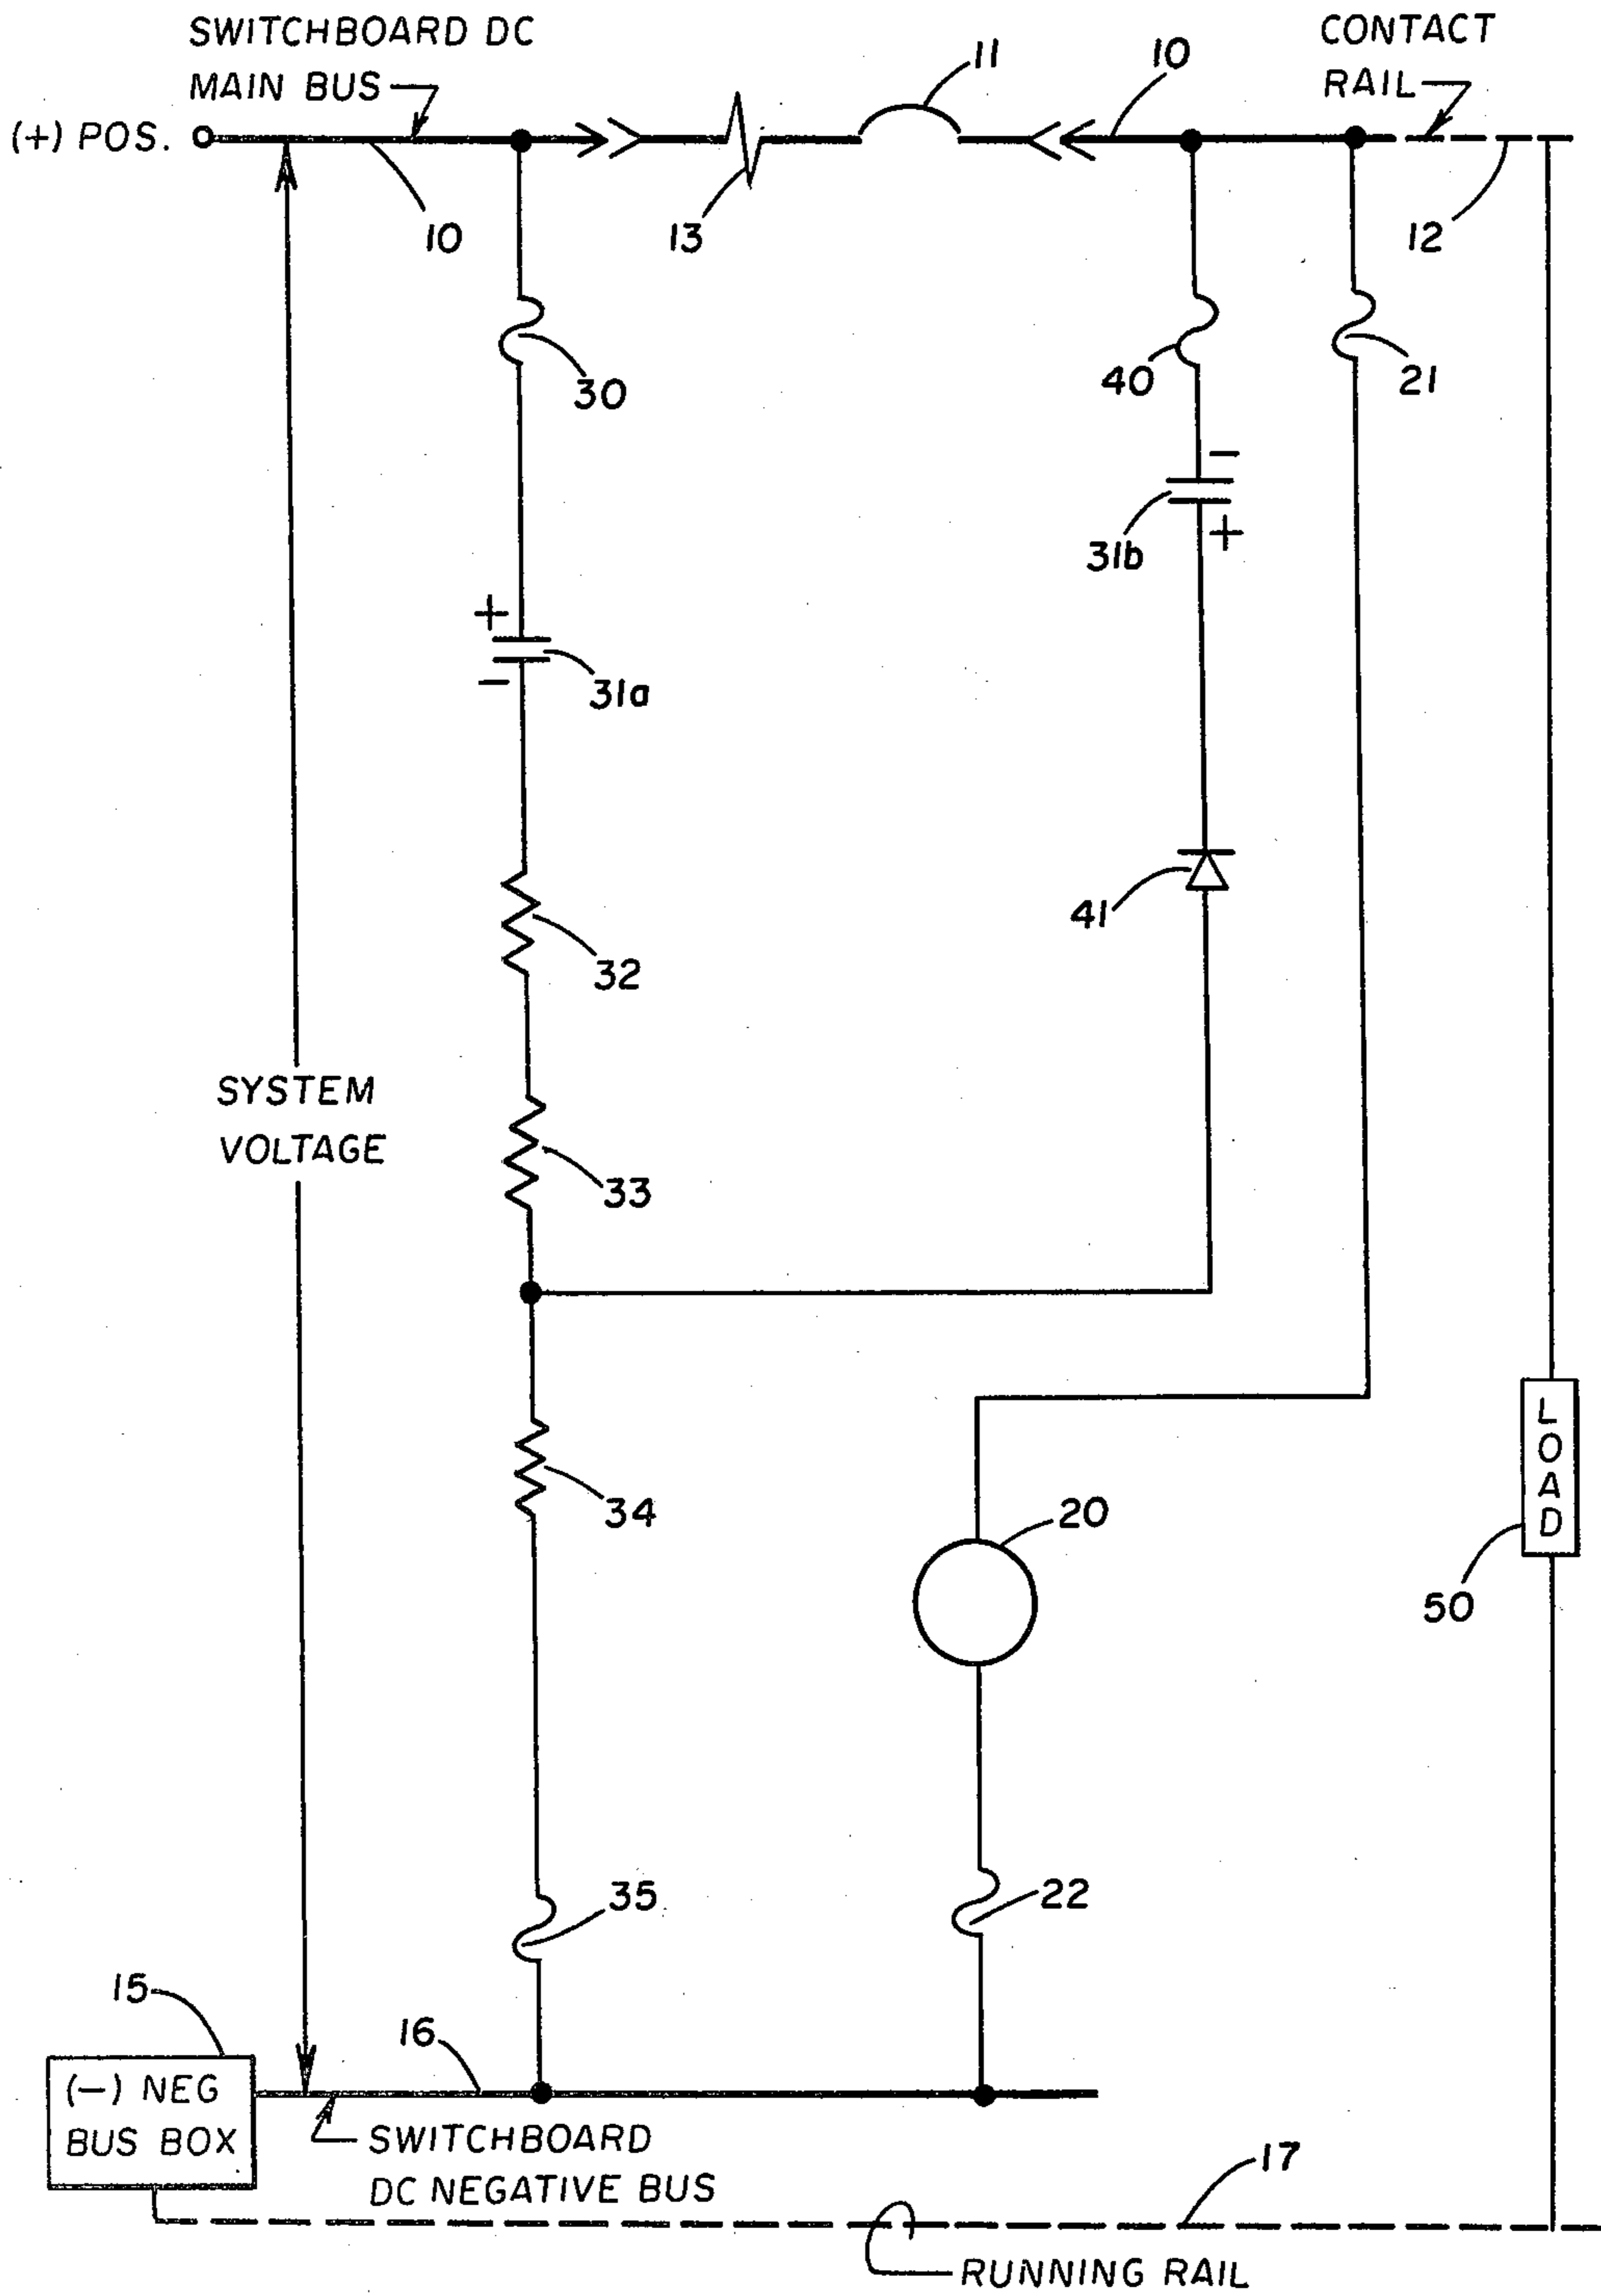 SWITCHBOARD DC
MAIN BUS
CONTACT
RAIL
(+) POS.
11
10
10
13
12
30
40
21
-
31b
+
+
31a
-
41
32
SYSTEM
VOLTAGE
33
34
20
LOAD
50
35
22
15
16
(-) NEG
BUS BOX
SWITCHBOARD
DC NEGATIVE BUS
17
RUNNING RAIL